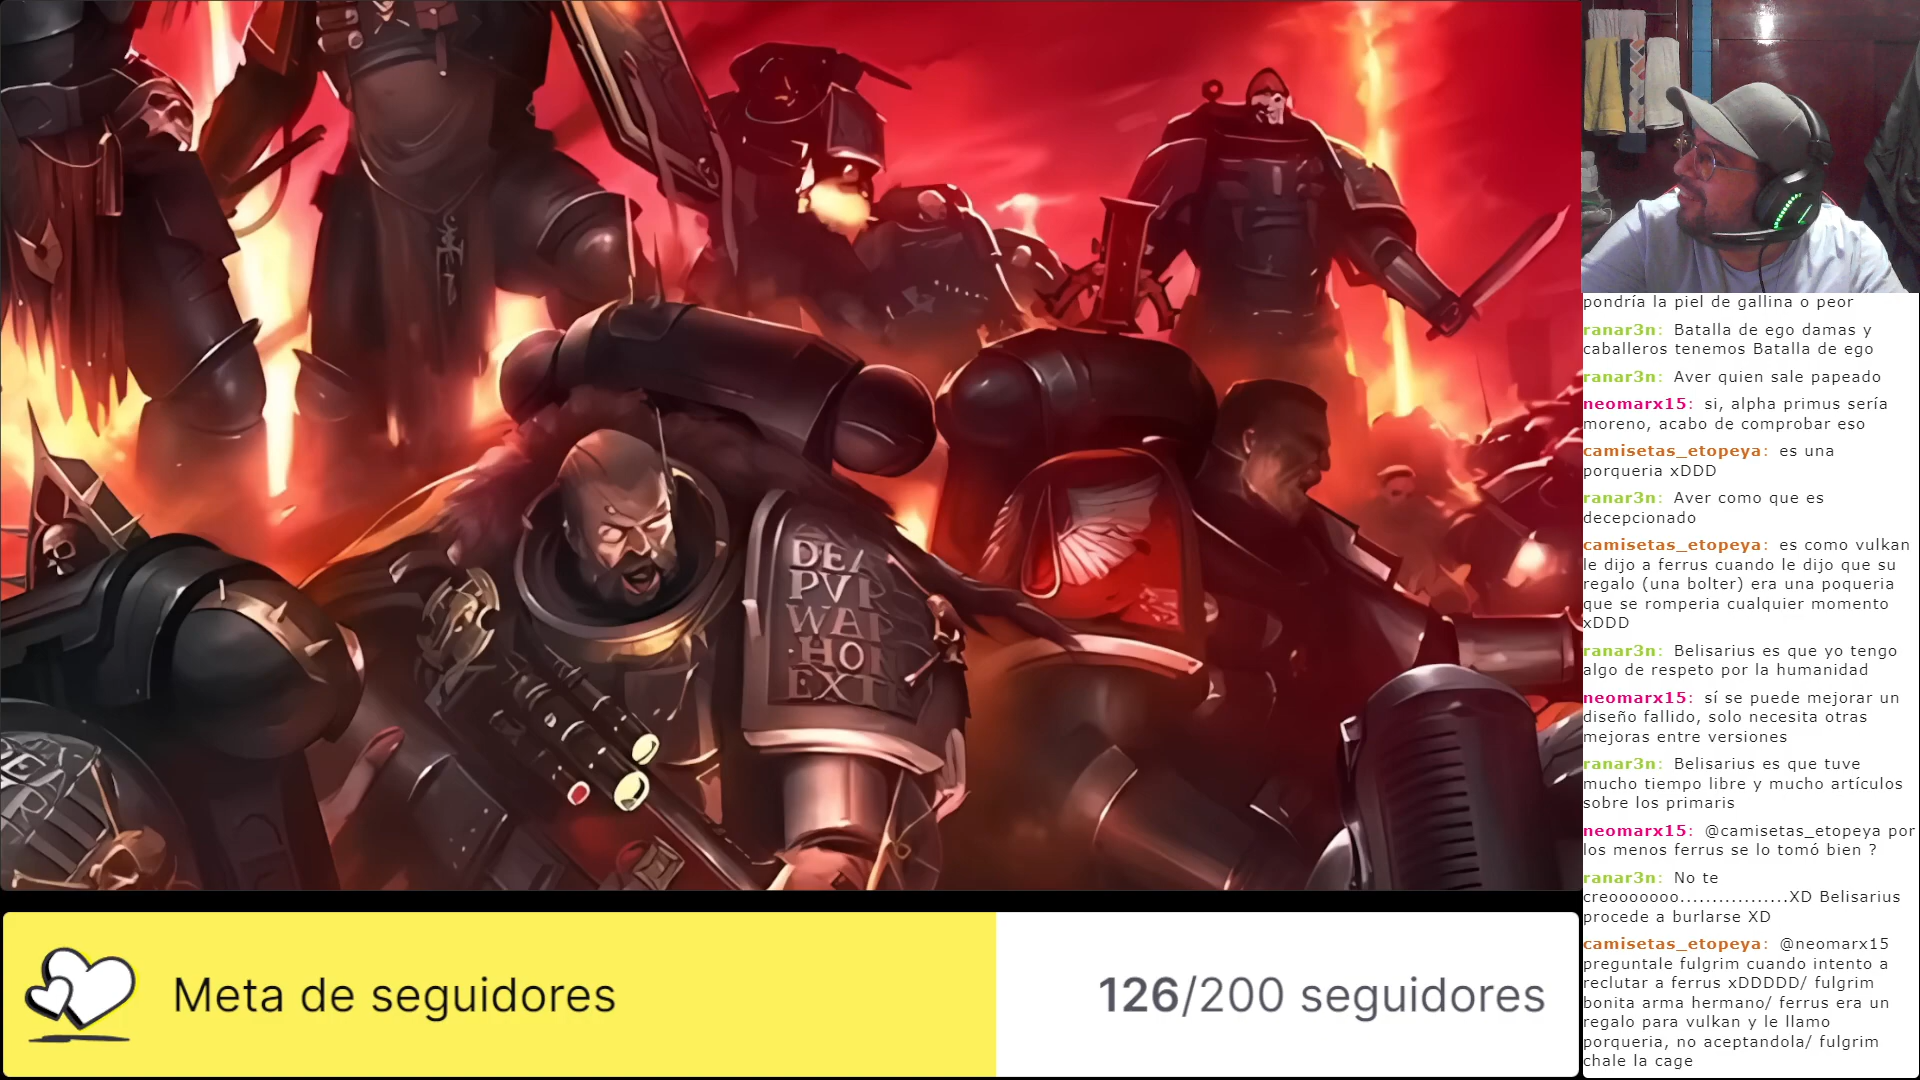 DE
PV
WA
HO
EX
pondría la piel de gallina o peor
ranar3n: Batalla de ego damas y
caballeros tenemos Batalla de ego
ranar3n: Aver quien sale papeado
neomarx15: si, alpha primus sería
moreno, acabo de comprobar eso
camisetas_etopeya: es una
porqueria xDDD
ranar3n: Aver como que es
decepcionado
camisetas_etopeya: es como vulkan
le dijo a ferrus cuando le dijo que su
regalo (una bolter) era una poqueria
que se romperia cualquier momento
xDDD
ranar3n: Belisarius es que yo tengo
algo de respeto por la humanidad
neomarx15: sí se puede mejorar un
diseño fallido, solo necesita otras
mejoras entre versiones
ranar3n: Belisarius es que tuve
mucho tiempo libre y mucho artículos
sobre los primaris
neomarx15: @camisetas_etopeya por
los menos ferrus se lo tomó bien ?
ranar3n: No te
creooooooo.................XD Belisarius
procede a burlarse XD
camisetas_etopeya: @neomarx15
preguntale fulgrim cuando intento a
reclutar a ferrus xDDDDD/ fulgrim
bonita arma hermano/ ferrus era un
regalo para vulkan y le llamo
porqueria, no aceptandola/ fulgrim
chale la cage
Meta de seguidores
126/200 seguidores